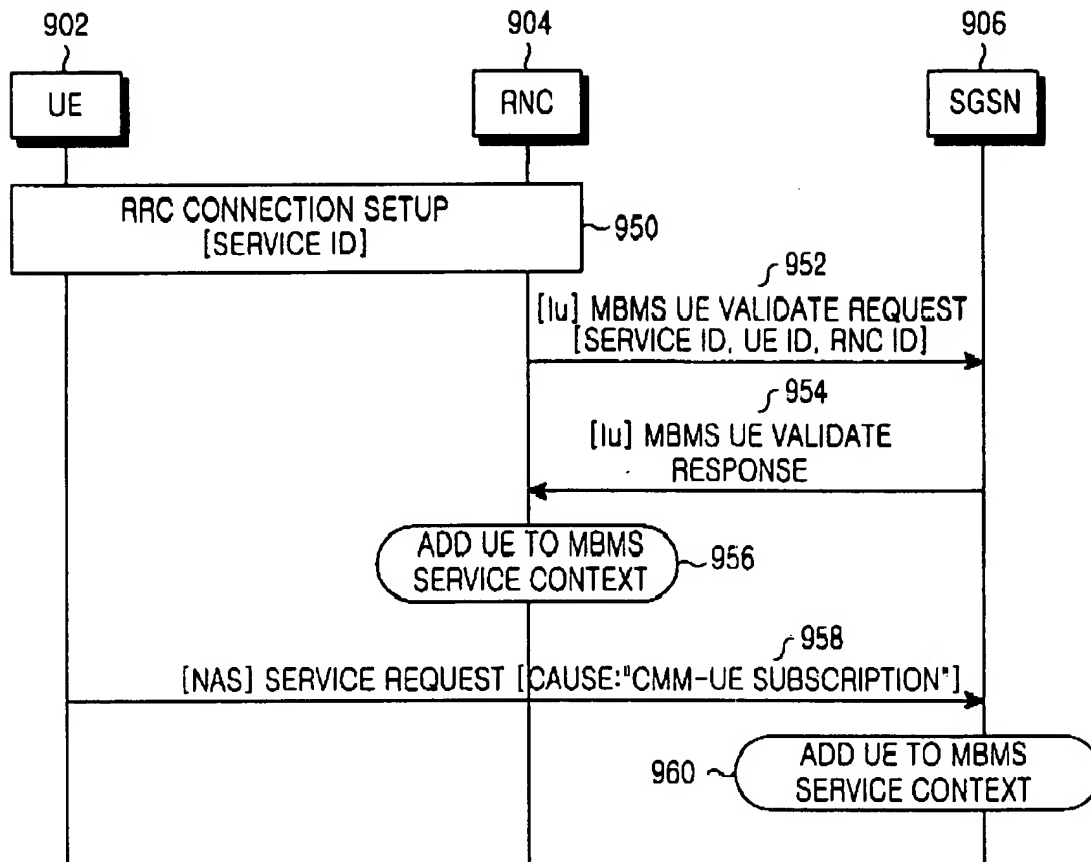 902
904
906
UE
RNC
SGSN
RRC CONNECTION SETUP
[SERVICE ID]
950
952
[Iu] MBMS UE VALIDATE REQUEST
[SERVICE ID, UE ID, RNC ID]
954
[Iu] MBMS UE VALIDATE
RESPONSE
ADD UE TO MBMS
SERVICE CONTEXT
956
958
[NAS] SERVICE REQUEST [CAUSE:"CMM-UE SUBSCRIPTION"]
960
ADD UE TO MBMS
SERVICE CONTEXT